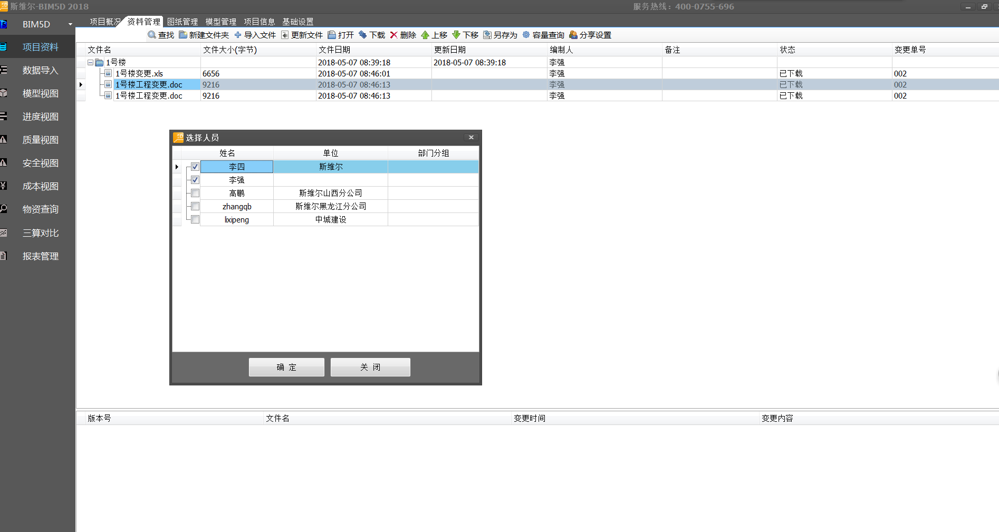 斯维尔-BIM5D 2018 服务热线：400-0755-696
BIM5D 项目概况 资料管理 图纸管理 模型管理 项目信息 基础设置
查找 新建文件夹 导入文件 更新文件 打开 下载 删除 上移 下移 另存为 容量查询 分享设置
项目资料
数据导入
模型视图
进度视图
质量视图
安全视图
成本视图
物资查询
三算对比
报表管理
文件名 文件大小(字节) 文件日期 更新日期 编制人 备注 状态 变更单号
1号楼 2018-05-07 08:39:18 2018-05-07 08:39:18 李强
1号楼变更.xls 6656 2018-05-07 08:46:01 李强 已下载 002
1号楼工程变更.doc 9216 2018-05-07 08:46:13 李强 已下载 002
1号楼工程变更.doc 9216 2018-05-07 08:46:13 李强 已下载 002
选择人员
姓名 单位 部门分组
李四 斯维尔
李强
高鹏 斯维尔山西分公司
zhangqb 斯维尔黑龙江分公司
lixipeng 中城建设
确 定 关 闭
版本号 文件名 变更时间 变更内容